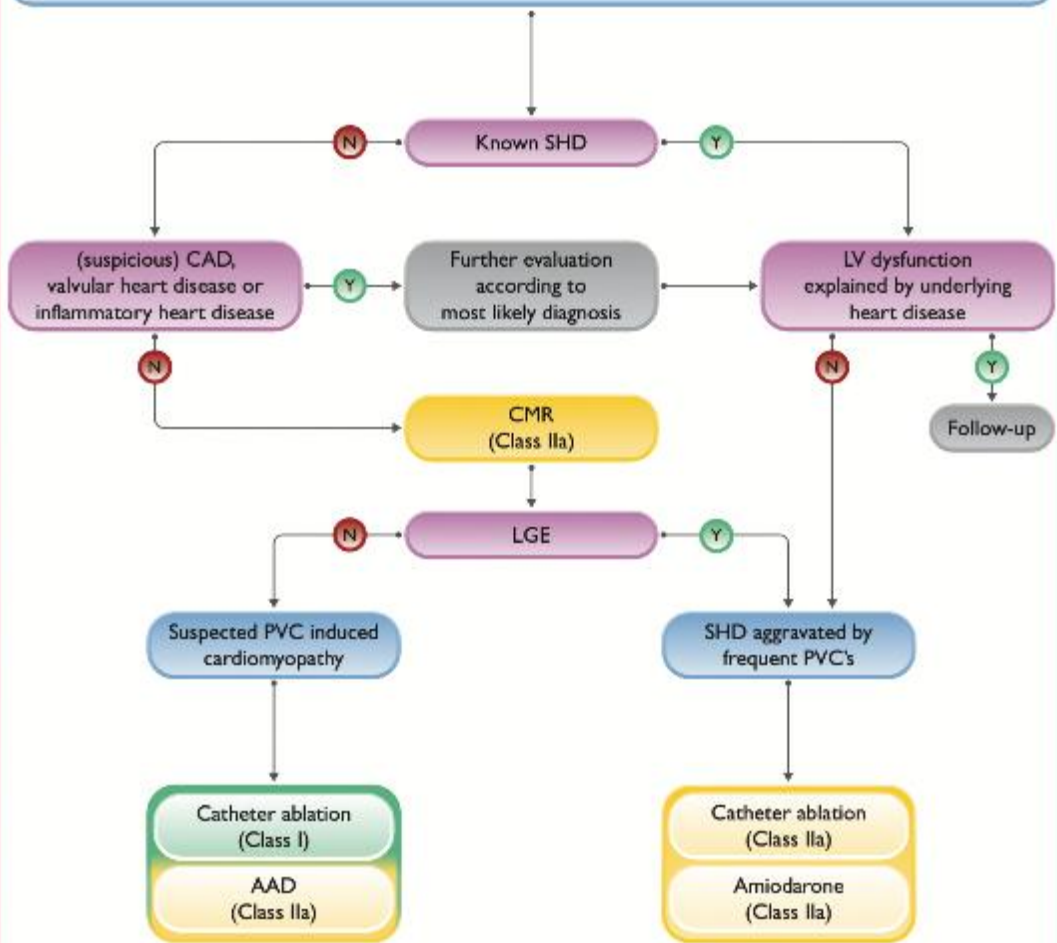 Known SHD
N
Y
(suspicious) CAD,
valvular heart disease or
inflammatory heart disease
Y
Further evaluation
according to
most likely diagnosis
LV dysfunction
explained by underlying
heart disease
N
N
Y
CMR
(Class IIa)
Follow-up
LGE
N
Y
Suspected PVC induced
cardiomyopathy
SHD aggravated by
frequent PVC's
Catheter ablation
(Class I)
AAD
(Class IIa)
Catheter ablation
(Class IIa)
Amiodarone
(Class IIa)